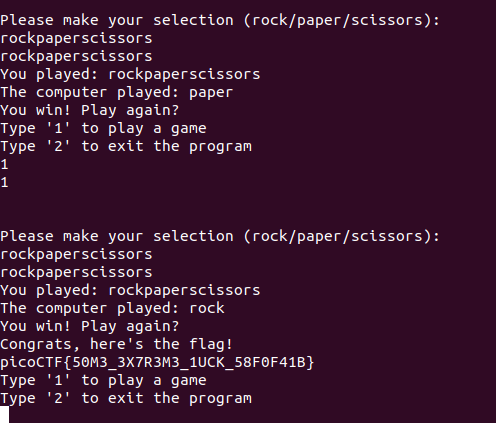 Please make your selection (rock/paper/scissors):
rockpaperscissors
rockpaperscissors
You played: rockpaperscissors
The computer played: paper
You win! Play again?
Type '1' to play a game
Type '2' to exit the program
1
1
Please make your selection (rock/paper/scissors):
rockpaperscissors
rockpaperscissors
You played: rockpaperscissors
The computer played: rock
You win! Play again?
Congrats, here's the flag!
picoCTF{50M3_3X7R3M3_1UCK_58F0F41B}
Type '1' to play a game
Type '2' to exit the program